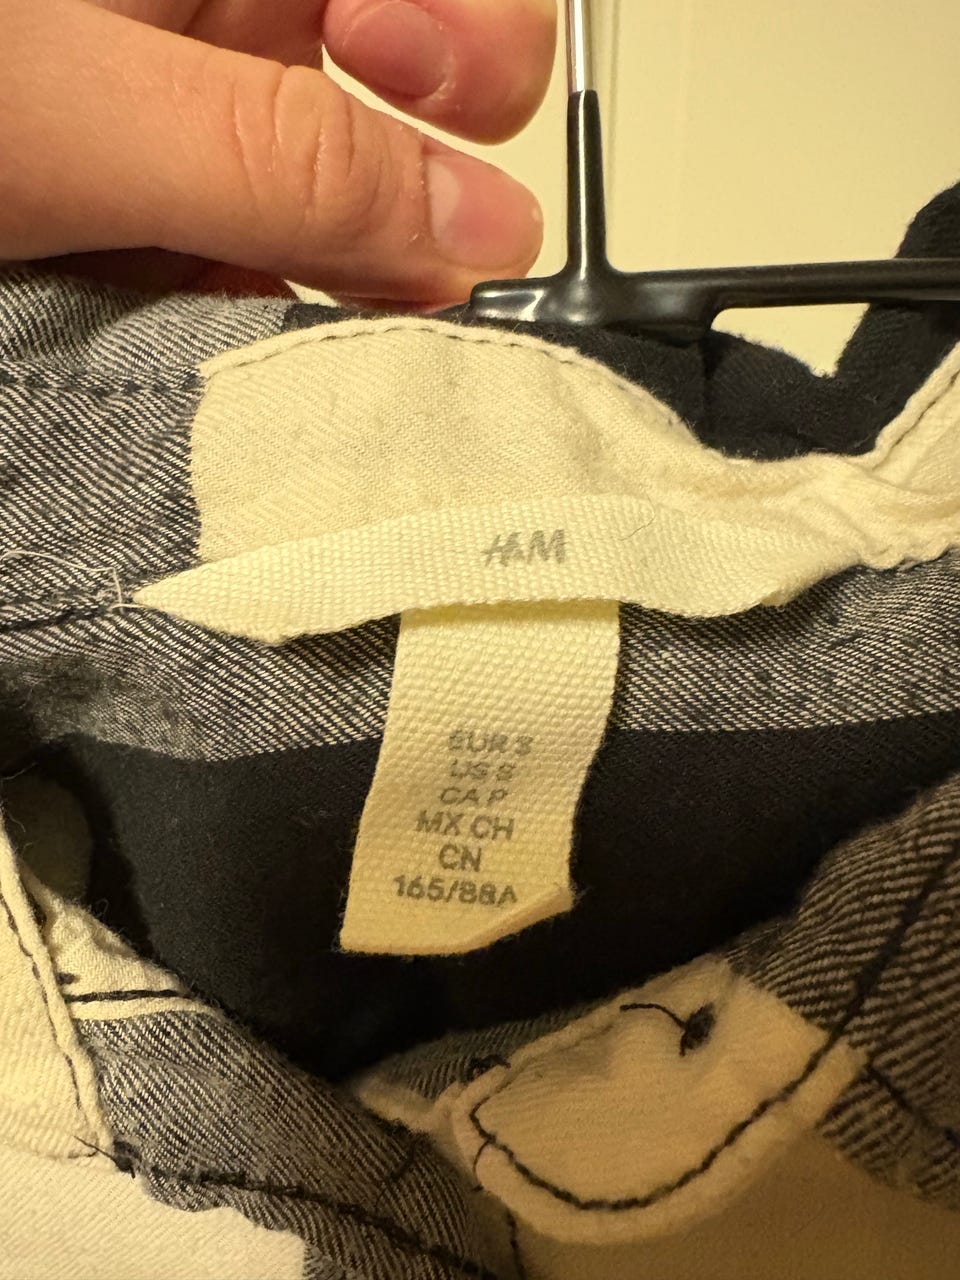 H&M
EUR S
US S
CA P
MX CH
CN
165/88A